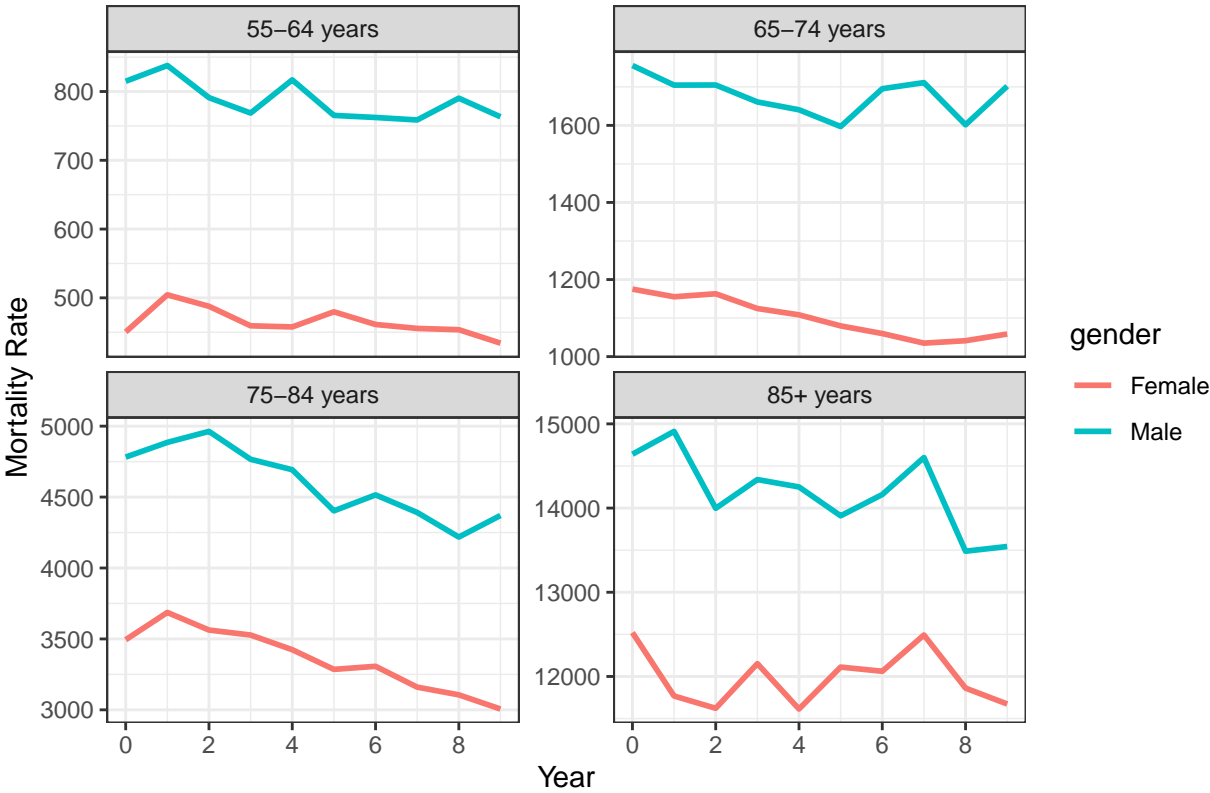 55–64 years
65–74 years
800
700
600
500
1600
1400
1200
1000
75–84 years
85+ years
5000
4500
4000
3500
3000
15000
14000
13000
12000
0 2 4 6 8
0 2 4 6 8
Year
Mortality Rate
gender
Female
Male